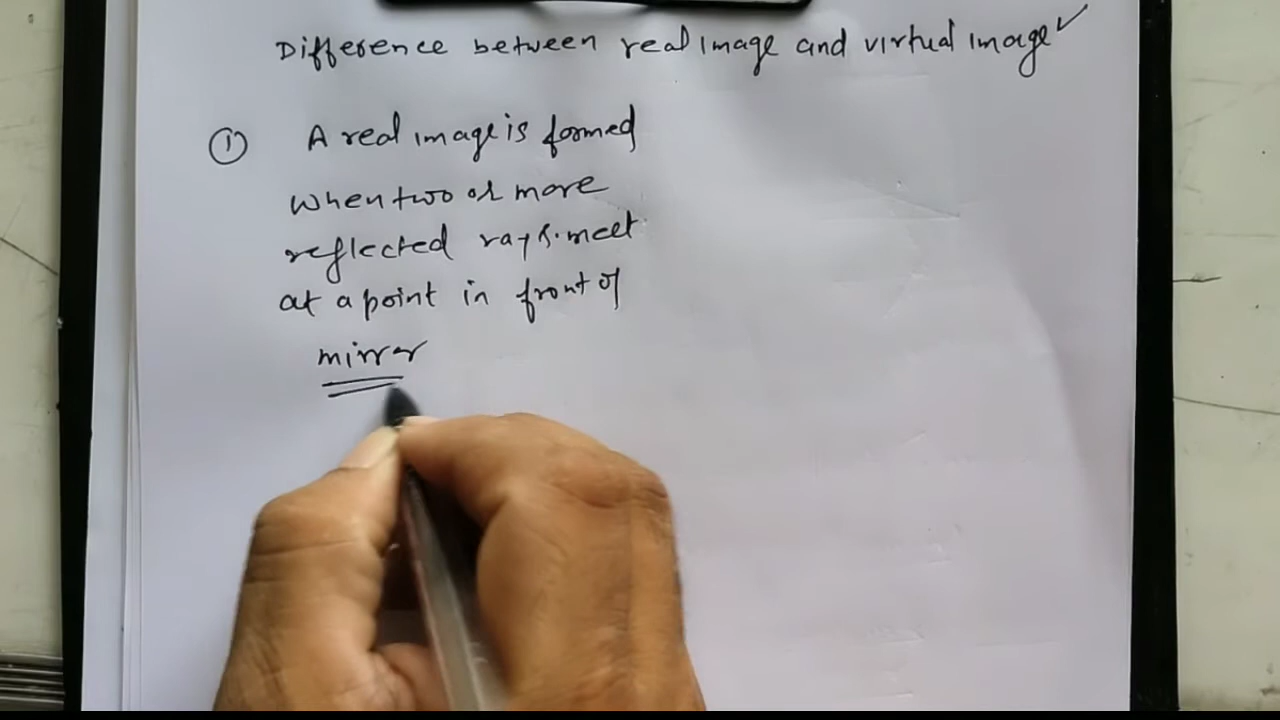 Difference between real image and virtual image ✓
① A real image is formed
when two or more
reflected rays meet
at a point in front of
mirror